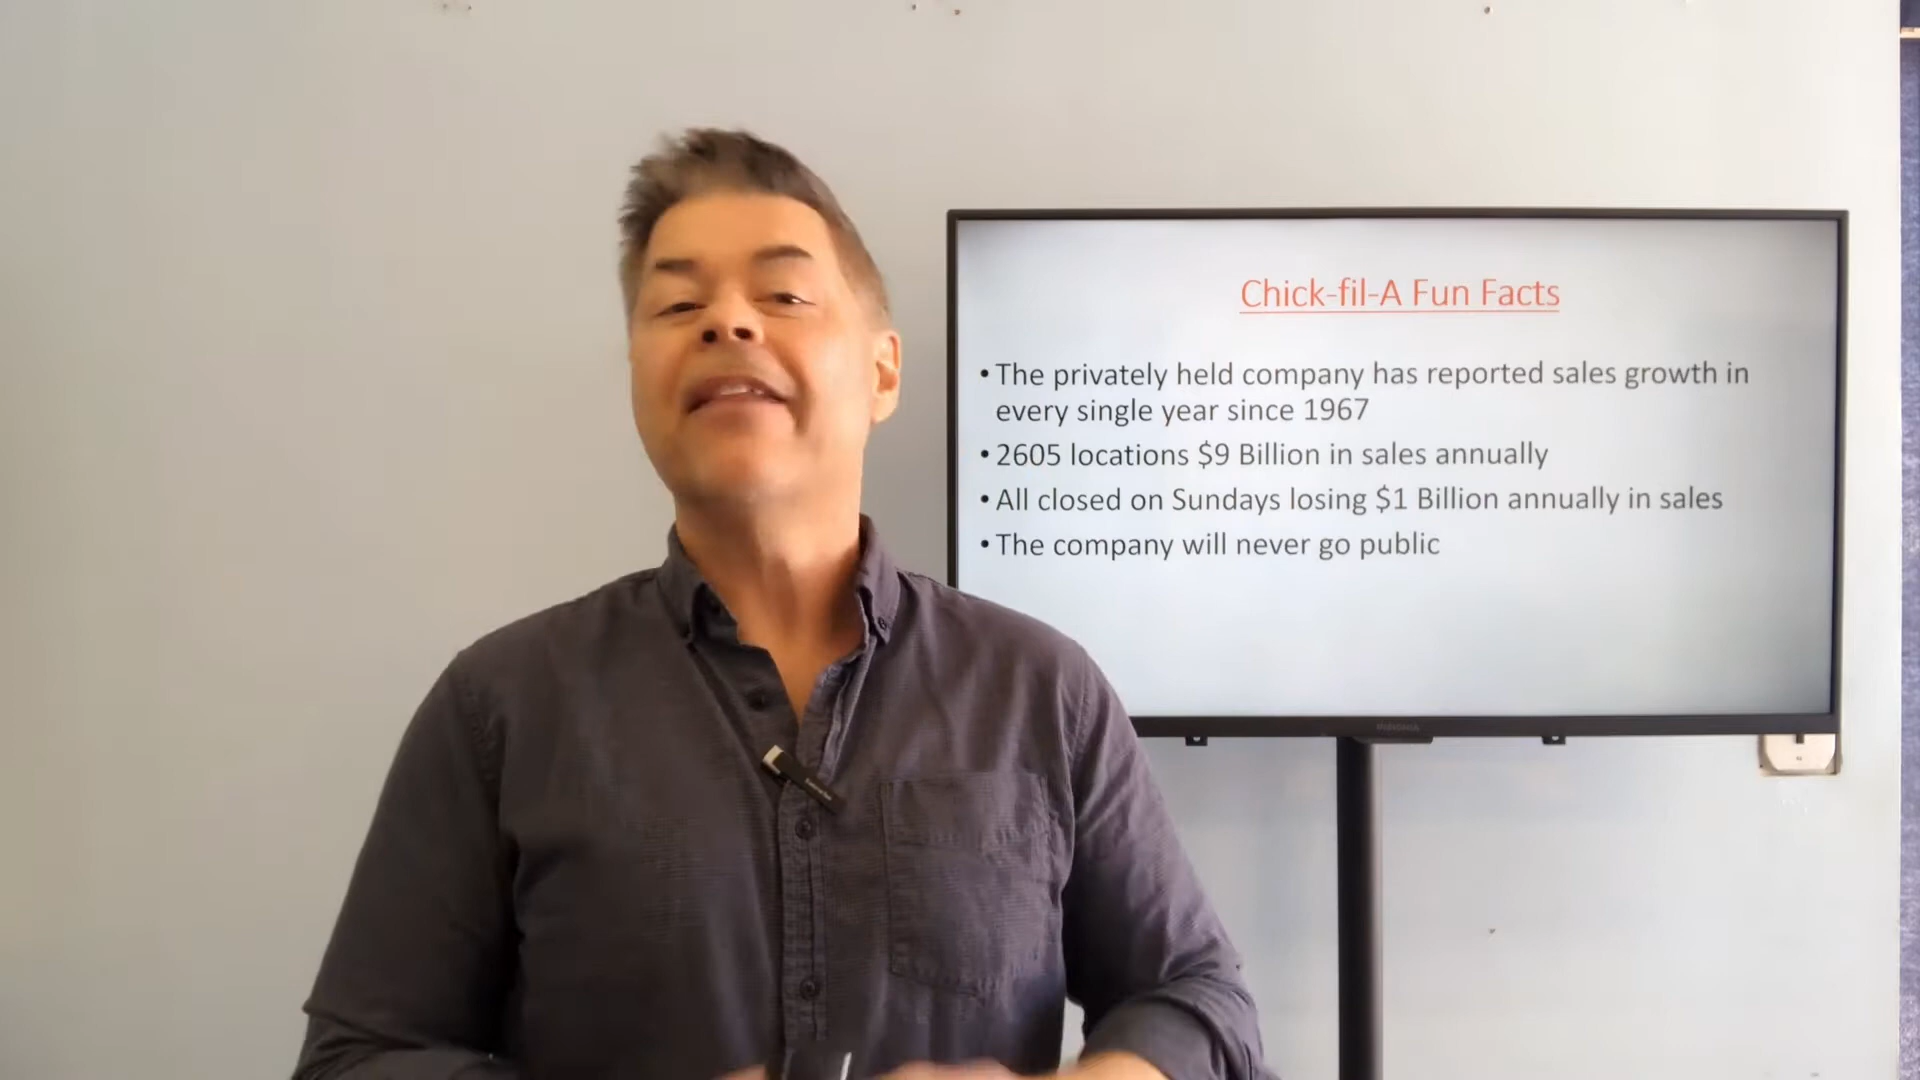 Chick-fil-A Fun Facts
• The privately held company has reported sales growth in
every single year since 1967
• 2605 locations $9 Billion in sales annually
• All closed on Sundays losing $1 Billion annually in sales
• The company will never go public